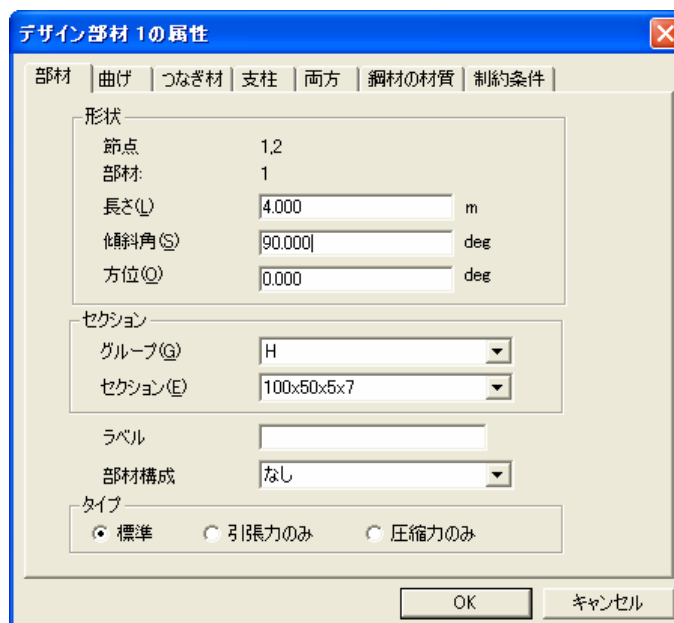 デザイン部材 1の属性
部材 曲げ つなぎ材 支柱 両方 鋼材の材質 制約条件
形状
節点 1,2
部材: 1
長さ(L) 4.000 m
傾斜角(S) 90.000 deg
方位(O) 0.000 deg
セクション
グループ(G) H
セクション(E) 100x50x5x7
ラベル
部材構成 なし
タイプ
標準 引張力のみ 圧縮力のみ
OK キャンセル